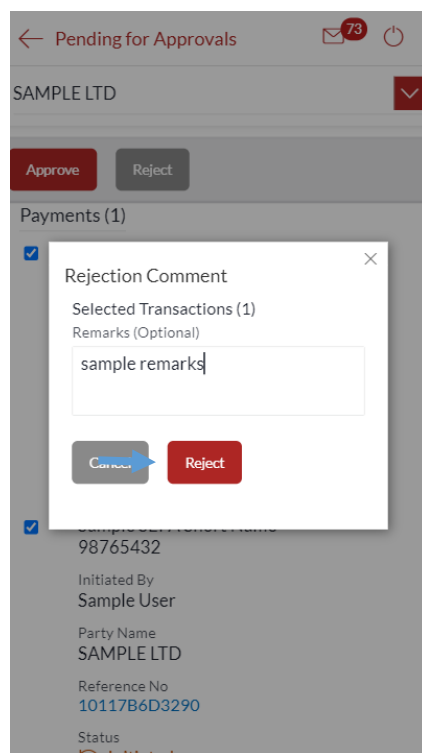 Pending for Approvals
73
SAMPLE LTD
Approve
Reject
Payments (1)
Rejection Comment
Selected Transactions (1)
Remarks (Optional)
sample remarks
Reject
98765432
Initiated By
Sample User
Party Name
SAMPLE LTD
Reference No
10117B6D3290
Status